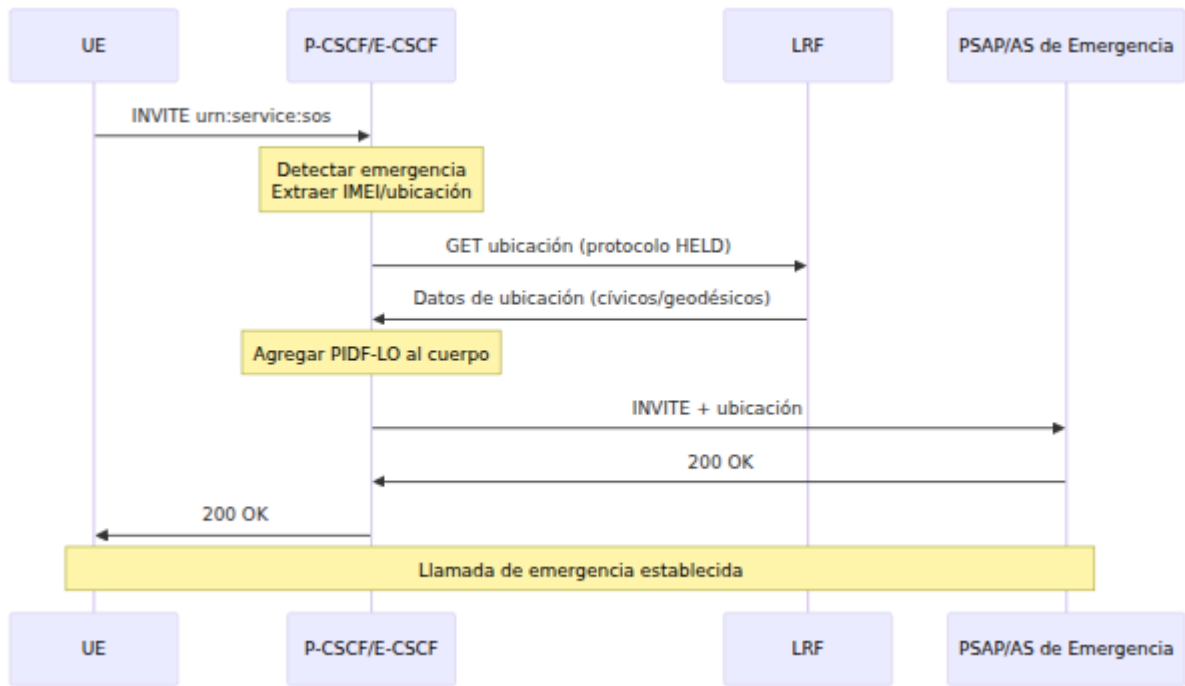 UE
P-CSCF/E-CSCF
LRF
PSAP/AS de Emergencia
INVITE urn:service:sos
Detectar emergencia
Extraer IMEI/ubicación
GET ubicación (protocolo HELD)
Datos de ubicación (cívicos/geodésicos)
Agregar PIDF-LO al cuerpo
INVITE + ubicación
200 OK
200 OK
Llamada de emergencia establecida
UE
P-CSCF/E-CSCF
LRF
PSAP/AS de Emergencia